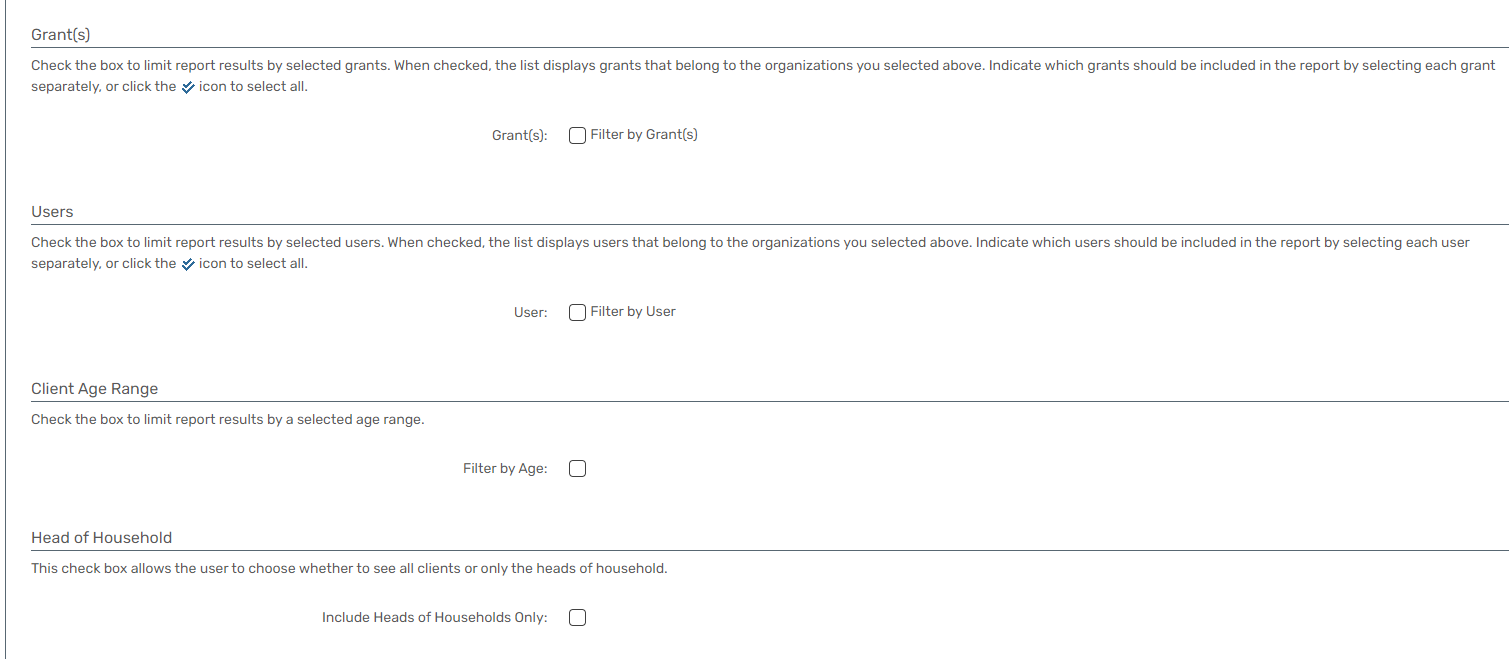 Grant(s)
Check the box to limit report results by selected grants. When checked, the list displays grants that belong to the organizations you selected above. Indicate which grants should be included in the report by selecting each grant
separately, or click the icon to select all.
Grant(s): Filter by Grant(s)
Users
Check the box to limit report results by selected users. When checked, the list displays users that belong to the organizations you selected above. Indicate which users should be included in the report by selecting each user
separately, or click the icon to select all.
User: Filter by User
Client Age Range
Check the box to limit report results by a selected age range.
Filter by Age:
Head of Household
This check box allows the user to choose whether to see all clients or only the heads of household.
Include Heads of Households Only: